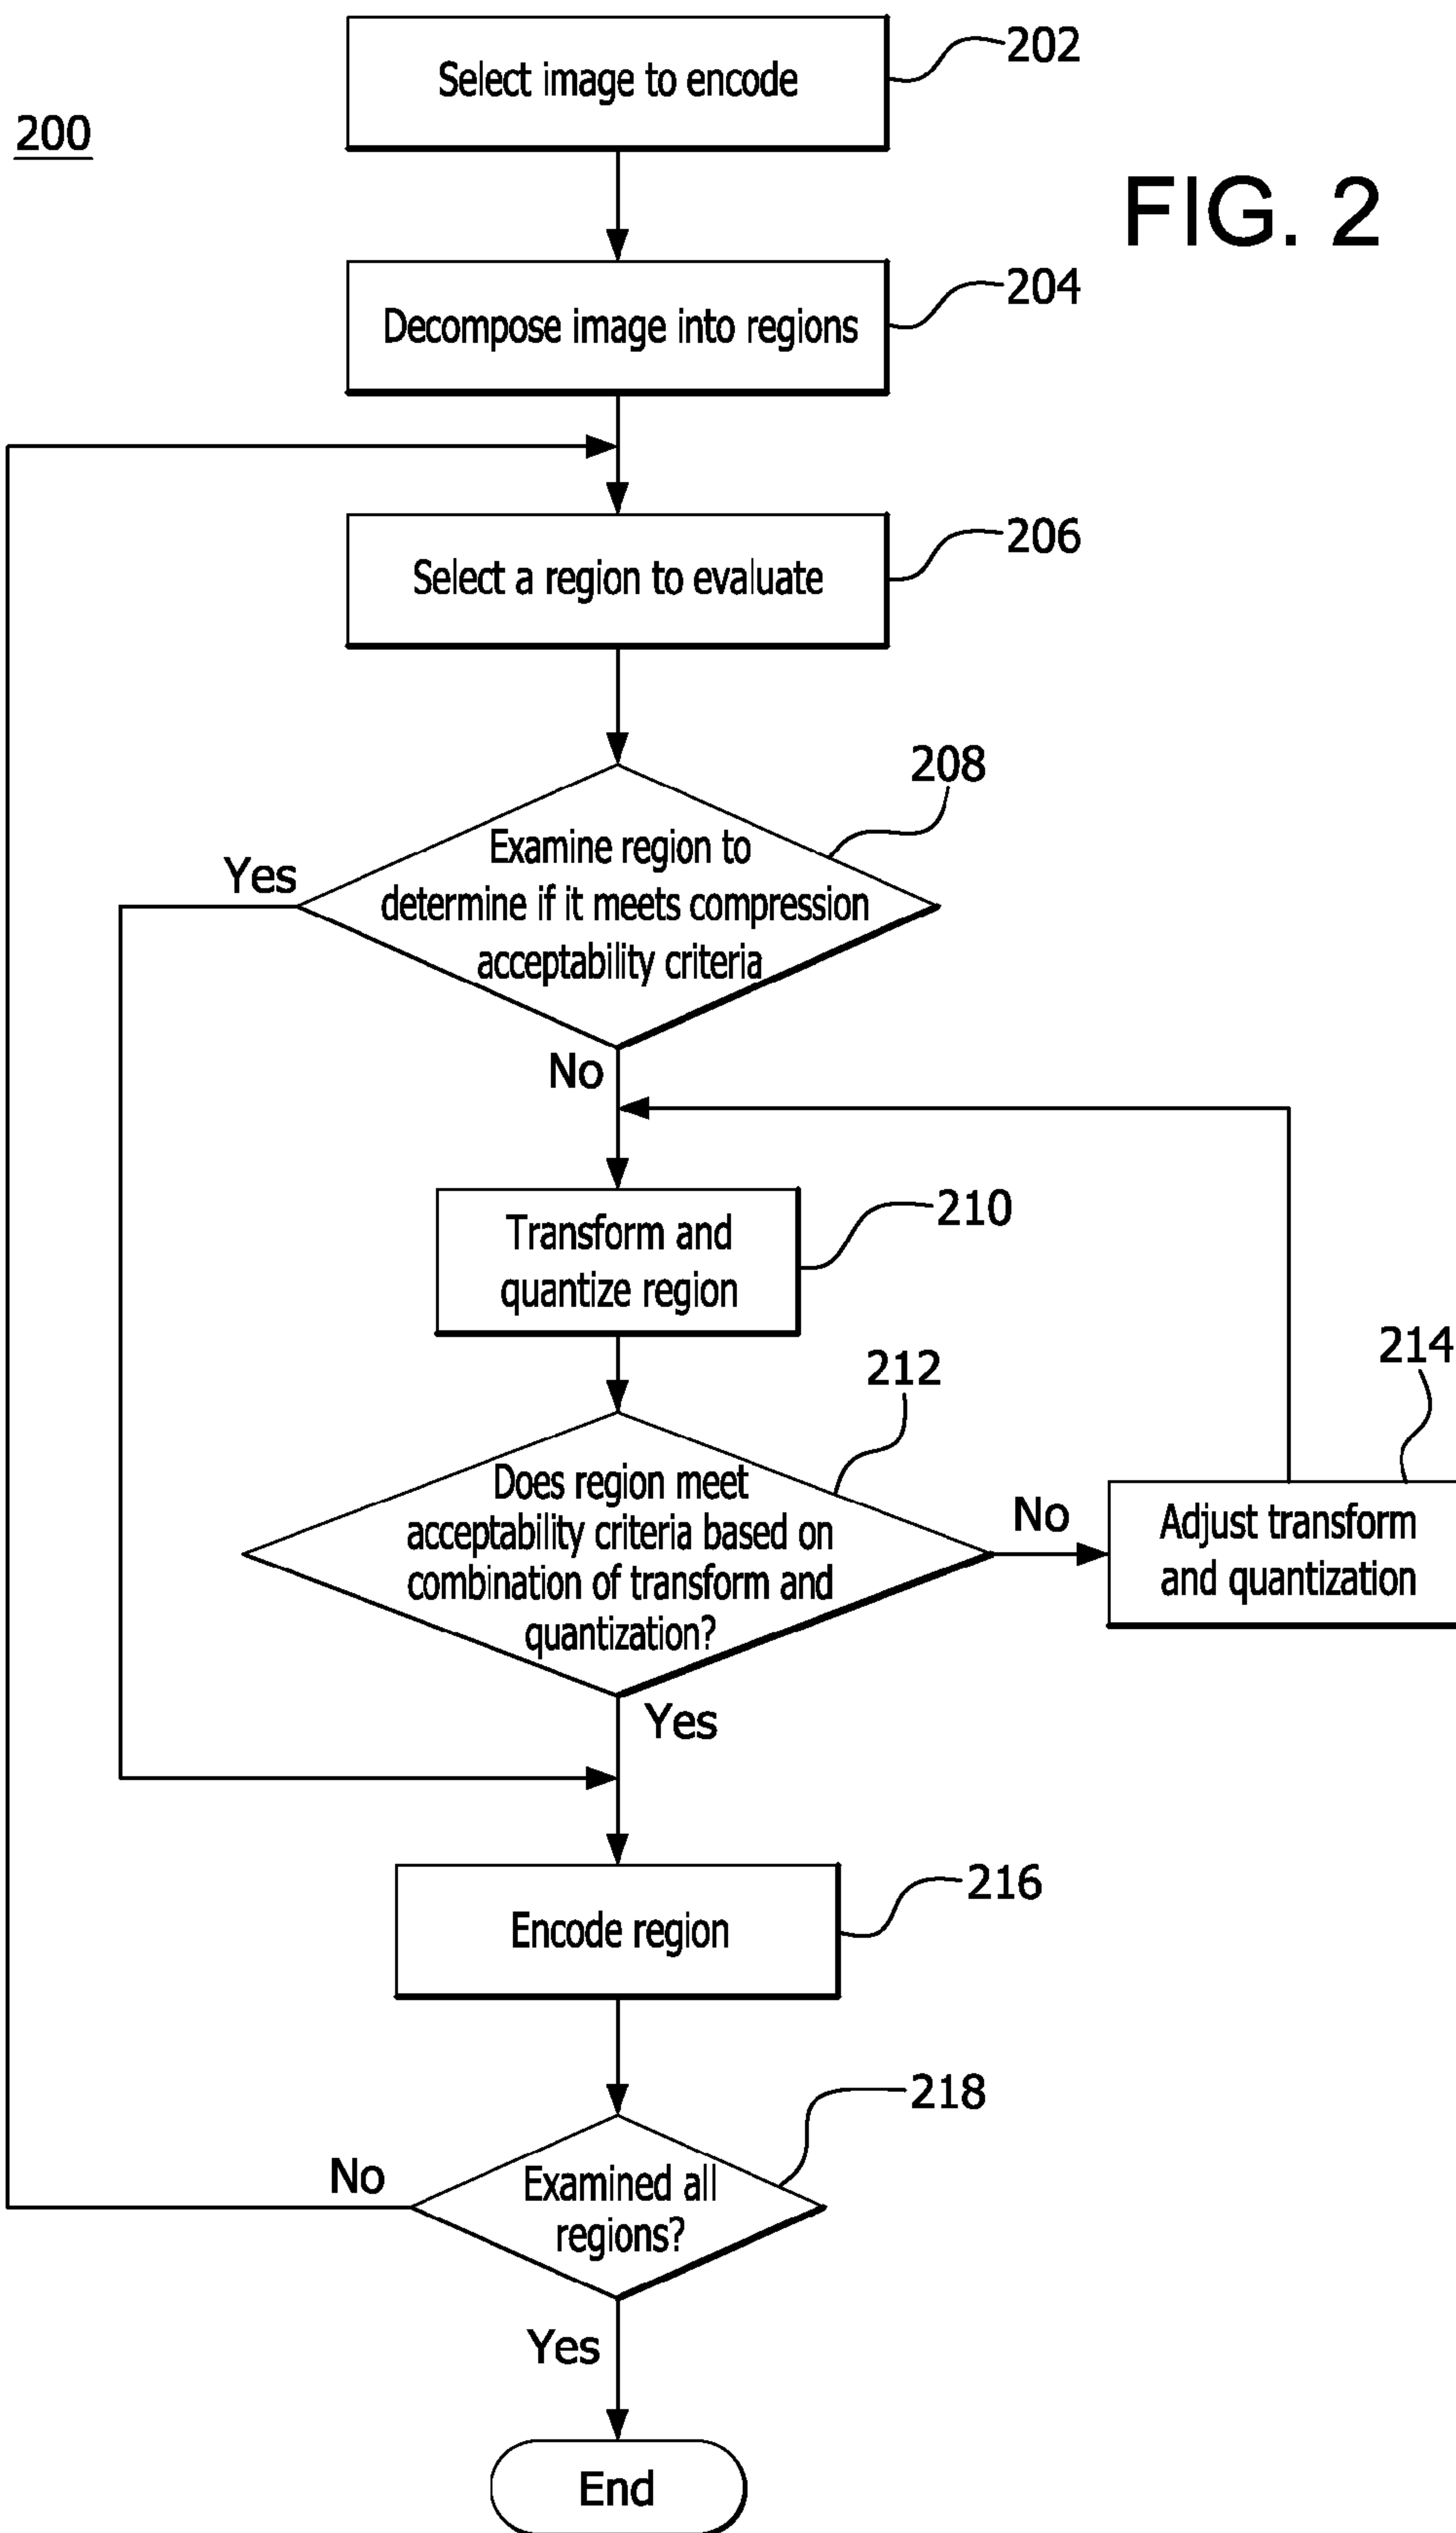 Select image to encode
202
200
FIG. 2
Decompose image into regions
204
Select a region to evaluate
206
208
Examine region to
determine if it meets compression
acceptability criteria
Yes
No
Transform and
quantize region
210
212
214
Does region meet
acceptability criteria based on
combination of transform and
quantization?
No
Adjust transform
and quantization
Yes
Encode region
216
218
Examined all
regions?
No
Yes
End